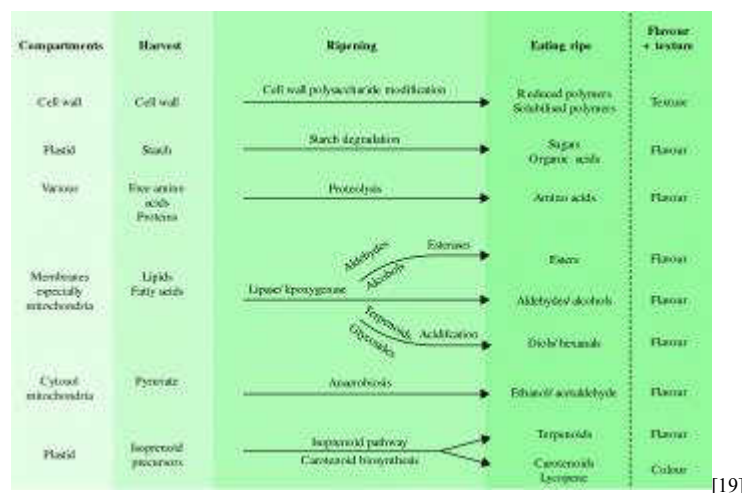 Flavour
Compartments Harvest Ripening Eating ripe + texture
Cell wall polysaccharide modification
Cell wall Cell wall Reduced polymers Texture
Solubilised polymers
Starch degradation
Plastid Starch Sugars Flavour
Organic acids
Various Free amino Proteolysis Amino acids Flavour
acids
Proteins
Aldehydes Esterases
Alcohols Esters Flavour
Membranes Lipids
especially Fatty acids Lipase/
mitochondria Aldehydes/ alcohols Flavour
Terpenoids Acidification
Glycosides Diols/ hexanals Flavour
Cytosol Pyruvate Anaerobiosis Ethanol/ acetaldehyde Flavour
mitochondria
Isoprenoid pathway Terpenoids Flavour
Plastid Isoprenoid
precursors Carotenoid biosynthesis Carotenoids Colour
Lycopene
[19]